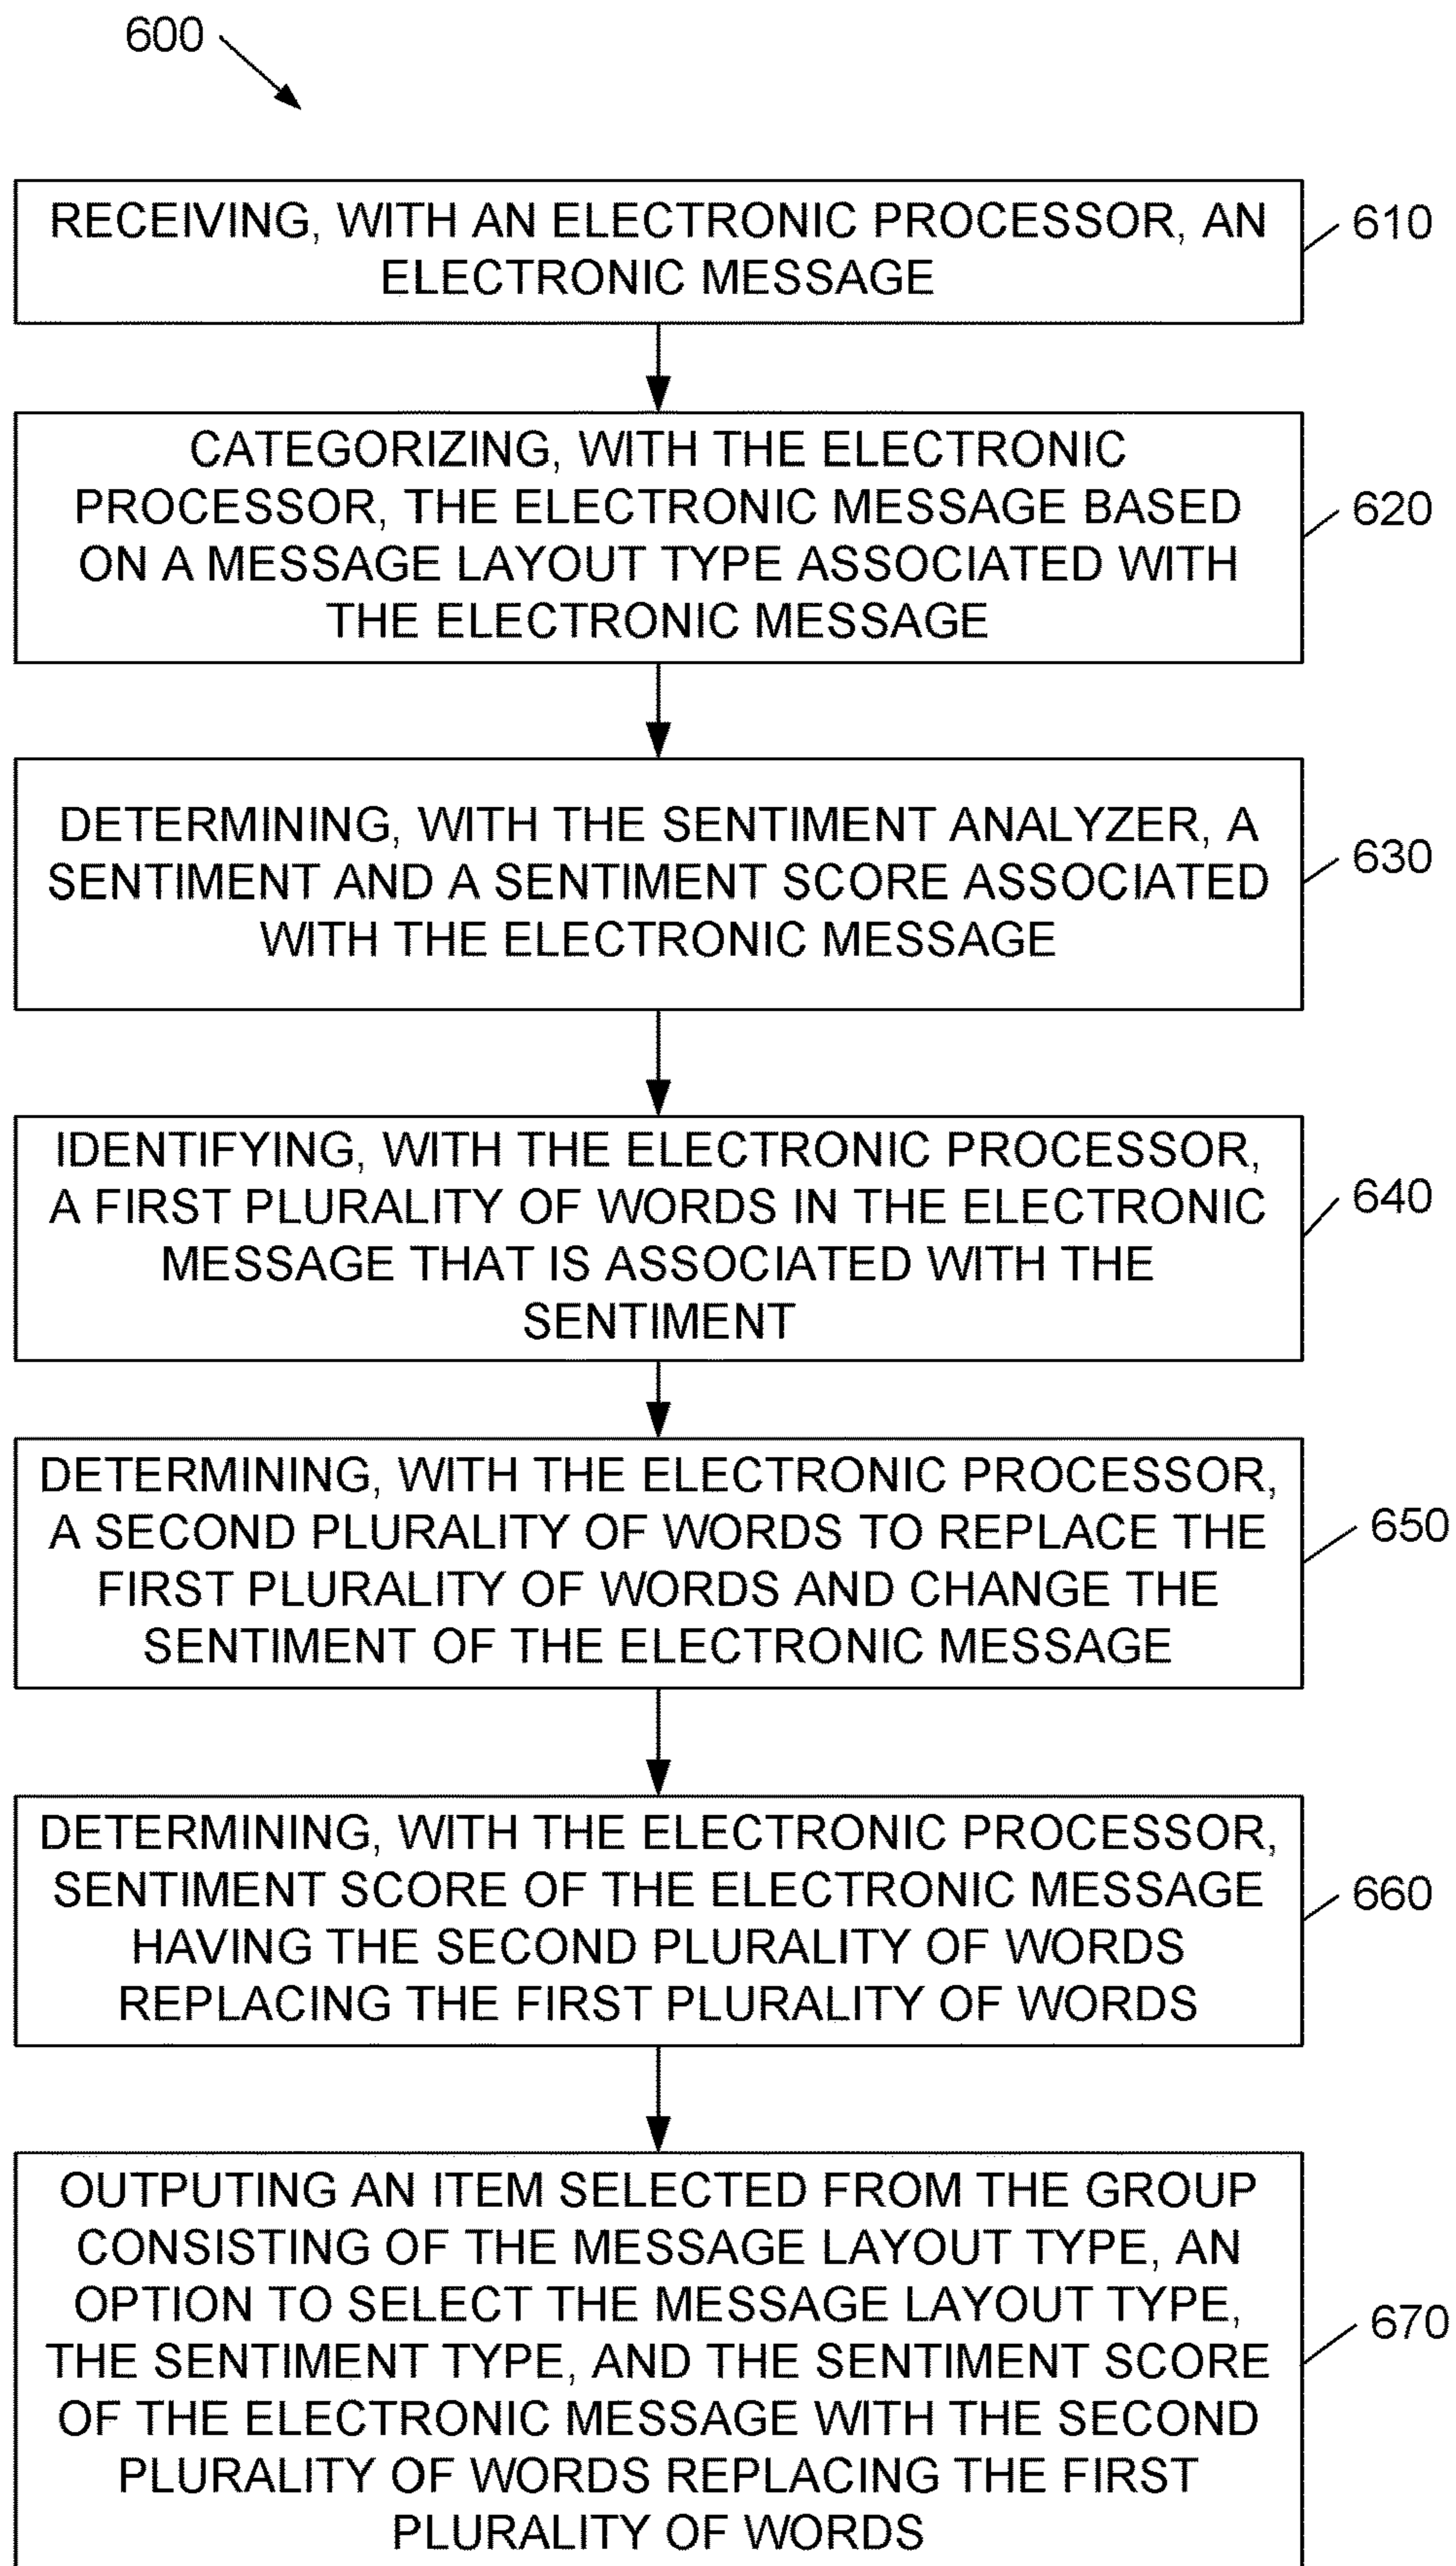 600
RECEIVING, WITH AN ELECTRONIC PROCESSOR, AN
ELECTRONIC MESSAGE
610
CATEGORIZING, WITH THE ELECTRONIC
PROCESSOR, THE ELECTRONIC MESSAGE BASED
ON A MESSAGE LAYOUT TYPE ASSOCIATED WITH
THE ELECTRONIC MESSAGE
620
DETERMINING, WITH THE SENTIMENT ANALYZER, A
SENTIMENT AND A SENTIMENT SCORE ASSOCIATED
WITH THE ELECTRONIC MESSAGE
630
IDENTIFYING, WITH THE ELECTRONIC PROCESSOR,
A FIRST PLURALITY OF WORDS IN THE ELECTRONIC
MESSAGE THAT IS ASSOCIATED WITH THE
SENTIMENT
640
DETERMINING, WITH THE ELECTRONIC PROCESSOR,
A SECOND PLURALITY OF WORDS TO REPLACE THE
FIRST PLURALITY OF WORDS AND CHANGE THE
SENTIMENT OF THE ELECTRONIC MESSAGE
650
DETERMINING, WITH THE ELECTRONIC PROCESSOR,
SENTIMENT SCORE OF THE ELECTRONIC MESSAGE
HAVING THE SECOND PLURALITY OF WORDS
REPLACING THE FIRST PLURALITY OF WORDS
660
OUTPUTING AN ITEM SELECTED FROM THE GROUP
CONSISTING OF THE MESSAGE LAYOUT TYPE, AN
OPTION TO SELECT THE MESSAGE LAYOUT TYPE,
THE SENTIMENT TYPE, AND THE SENTIMENT SCORE
OF THE ELECTRONIC MESSAGE WITH THE SECOND
PLURALITY OF WORDS REPLACING THE FIRST
PLURALITY OF WORDS
670